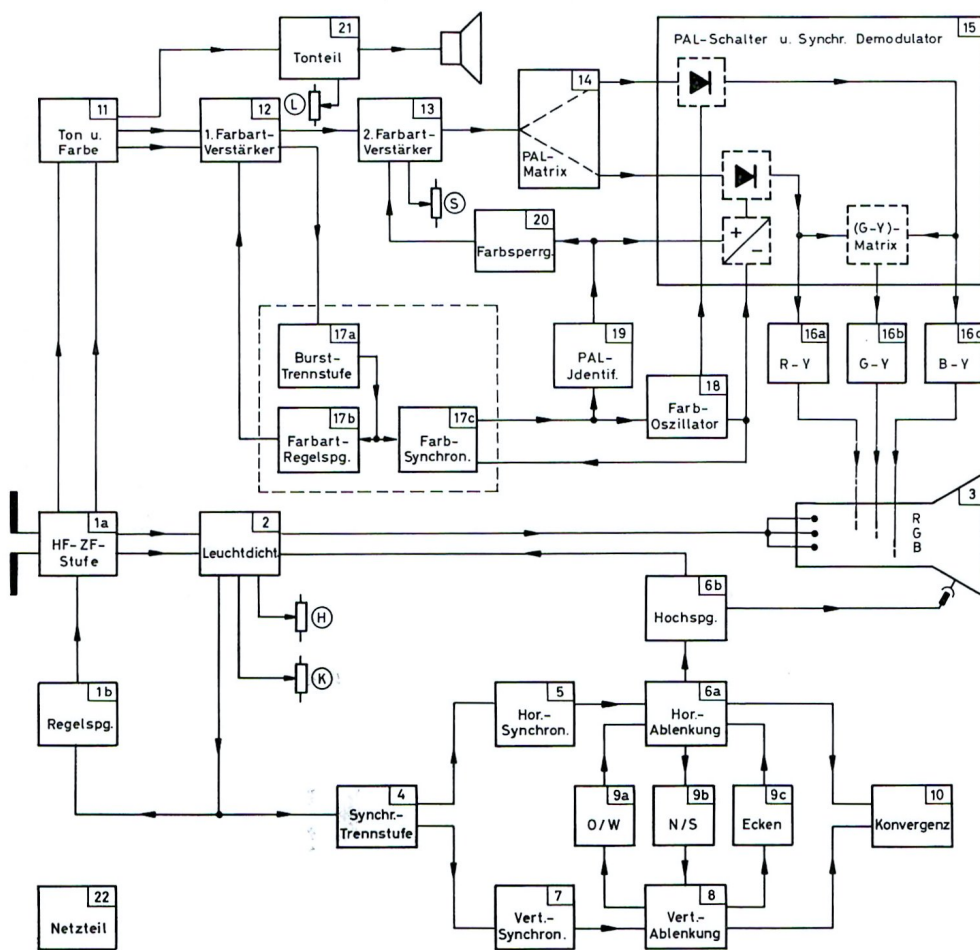 21
Tonteil
L
11
Ton u.
Farbe
12
1. Farbart-
Verstärker
13
2. Farbart-
Verstärker
S
14
PAL-
Matrix
15
PAL-Schalter u. Synchr. Demodulator
+
−
(G-Y)-
Matrix
20
Farbsperrg.
16a
R-Y
16b
G-Y
16c
B-Y
17a
Burst-
Trennstufe
17b
Farbart-
Regelspg.
17c
Farb-
Synchron.
19
PAL-
Jdentif.
18
Farb-
Oszillator
1a
HF-ZF-
Stufe
2
Leuchtdicht.
H
K
3
R
G
B
6b
Hochspg.
1b
Regelspg.
5
Hor.-
Synchron.
6a
Hor.-
Ablenkung
4
Synchr.-
Trennstufe
9a
O/W
9b
N/S
9c
Ecken
10
Konvergenz
7
Vert.-
Synchron.
8
Vert.-
Ablenkung
22
Netzteil